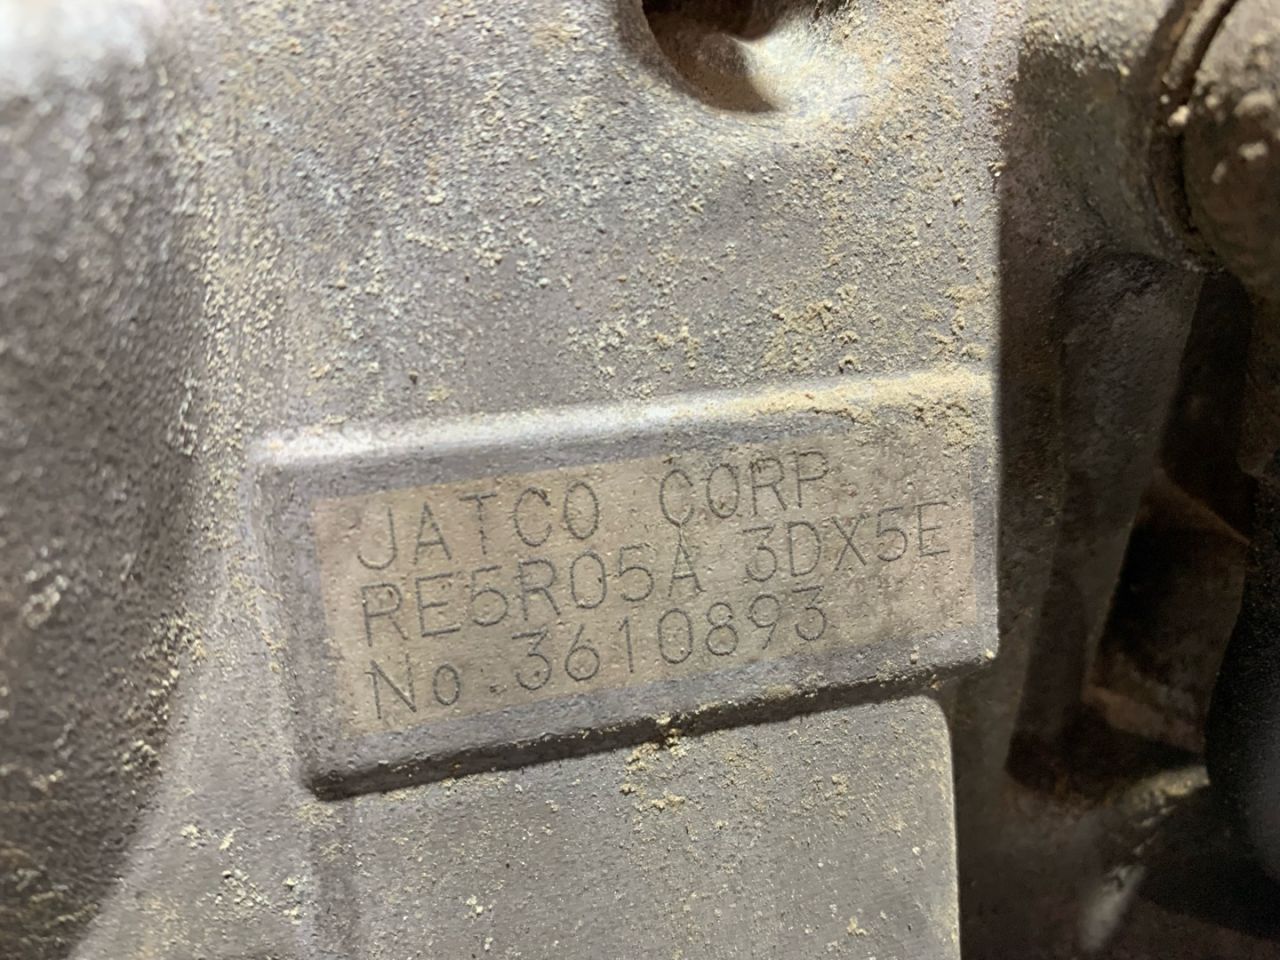 JATCO CORP
RE5R05A 3DX5E
No.3610893